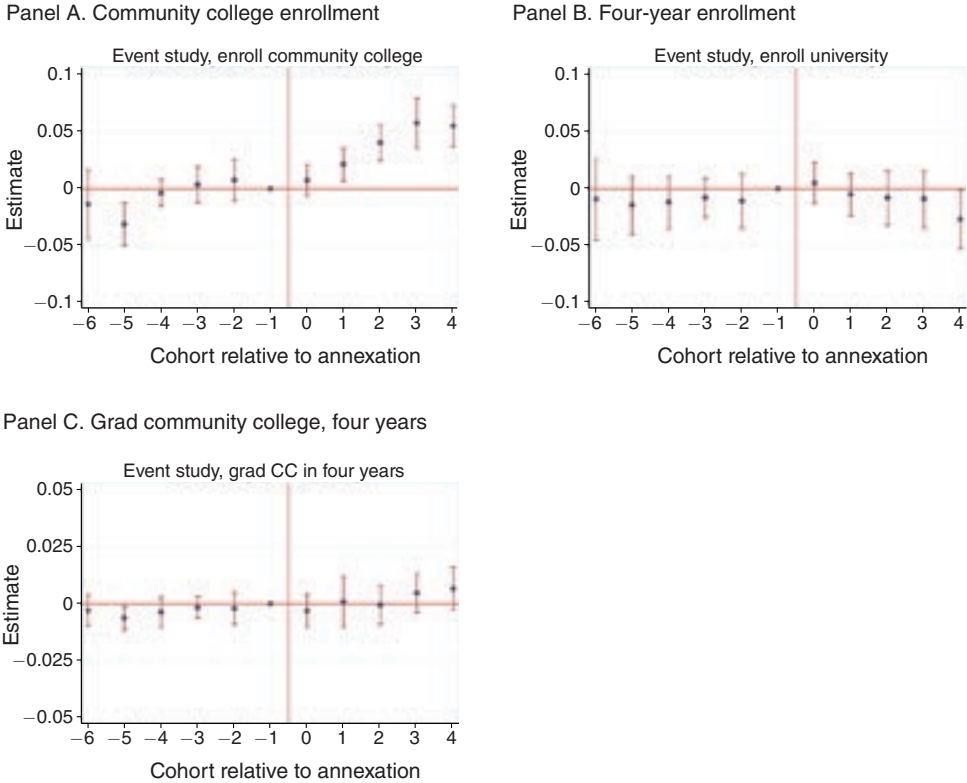 Panel A. Community college enrollment
Event study, enroll community college
0.1
0.05
0
−0.05
−0.1
Estimate
−6 −5 −4 −3 −2 −1 0 1 2 3 4
Cohort relative to annexation
Panel B. Four-year enrollment
Event study, enroll university
0.1
0.05
0
−0.05
−0.1
Estimate
−6 −5 −4 −3 −2 −1 0 1 2 3 4
Cohort relative to annexation
Panel C. Grad community college, four years
Event study, grad CC in four years
0.05
0.025
0
−0.025
−0.05
Estimate
−6 −5 −4 −3 −2 −1 0 1 2 3 4
Cohort relative to annexation